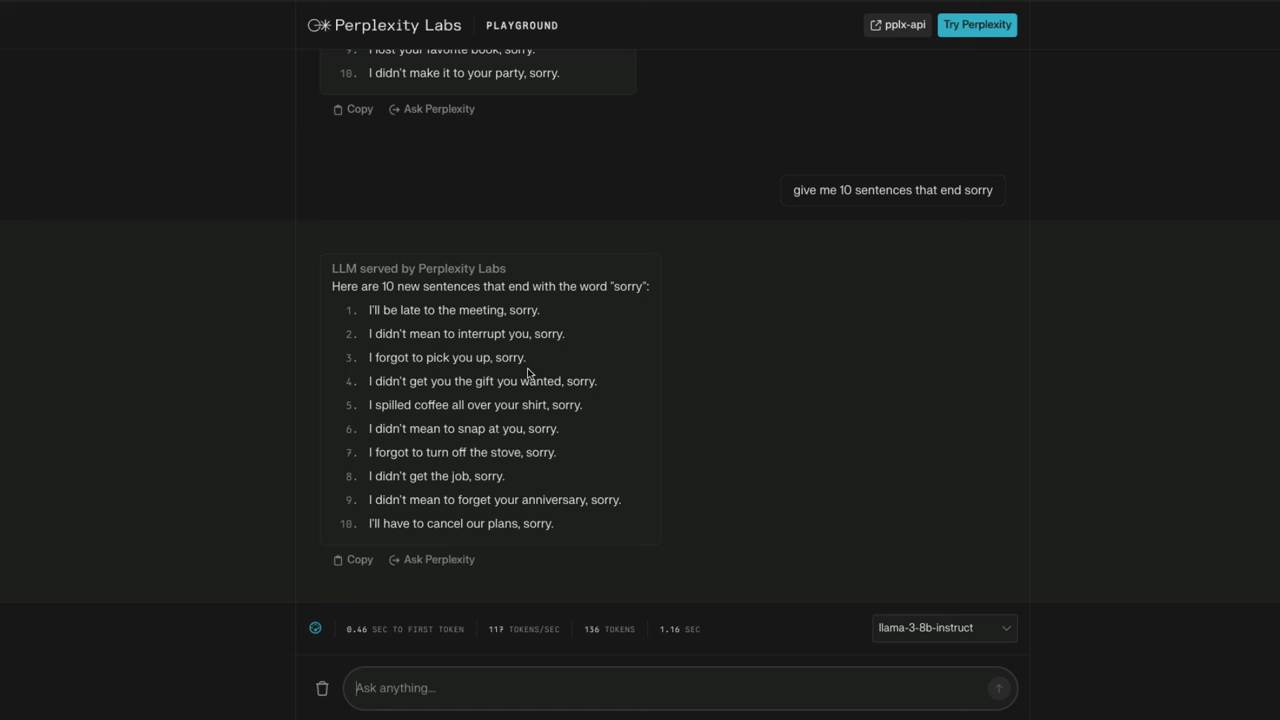 Perplexity Labs PLAYGROUND pplx-api Try Perplexity
9. I lost your favorite book, sorry.
10. I didn't make it to your party, sorry.
Copy Ask Perplexity
give me 10 sentences that end sorry
LLM served by Perplexity Labs
Here are 10 new sentences that end with the word "sorry":
1. I'll be late to the meeting, sorry.
2. I didn't mean to interrupt you, sorry.
3. I forgot to pick you up, sorry.
4. I didn't get you the gift you wanted, sorry.
5. I spilled coffee all over your shirt, sorry.
6. I didn't mean to snap at you, sorry.
7. I forgot to turn off the stove, sorry.
8. I didn't get the job, sorry.
9. I didn't mean to forget your anniversary, sorry.
10. I'll have to cancel our plans, sorry.
Copy Ask Perplexity
0.46 SEC TO FIRST TOKEN 117 TOKENS/SEC 136 TOKENS 1.16 SEC llama-3-8b-instruct
Ask anything...